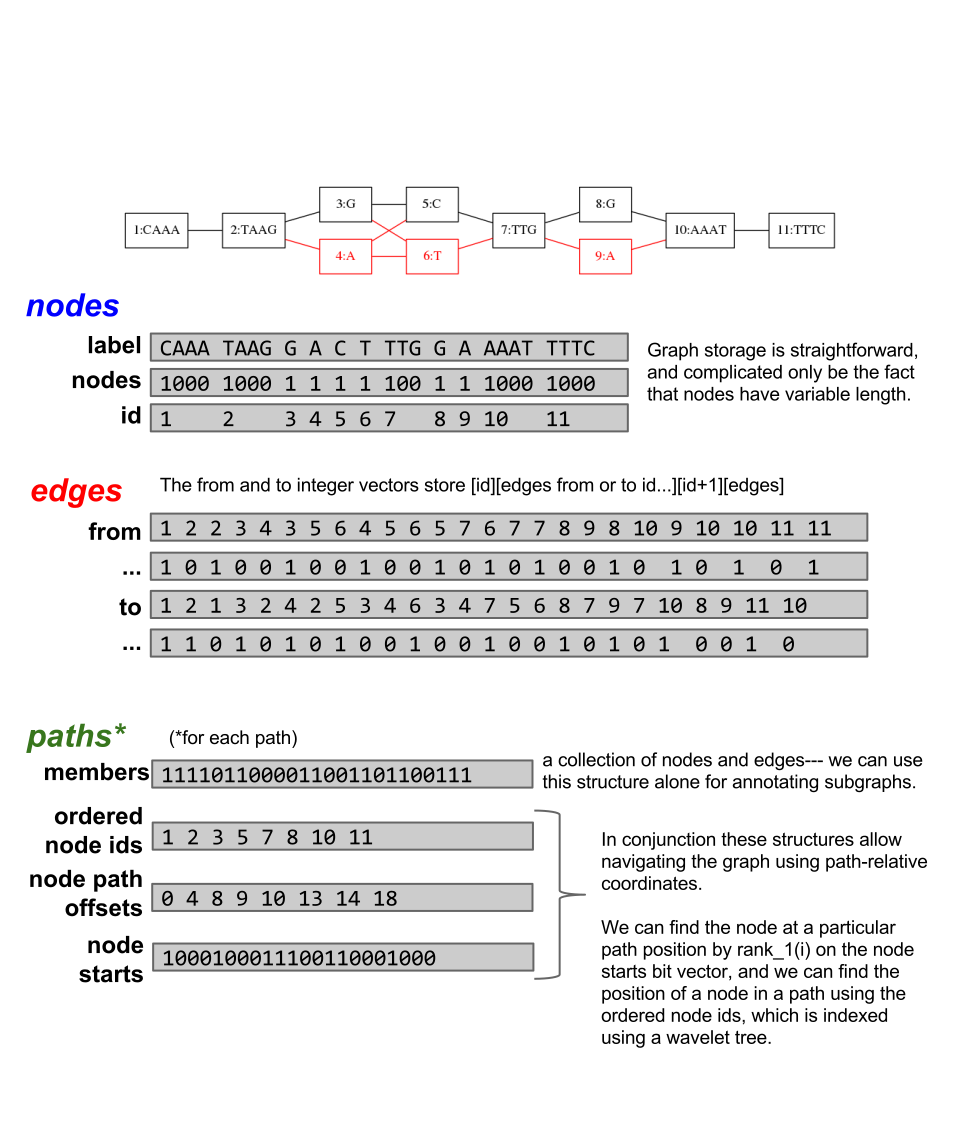 3:G 5:C 8:G
1:CAAA 2:TAAG 7:TTG 10:AAAT 11:TTTC
4:A 6:T 9:A
nodes
label CAAA TAAG G A C T TTG G A AAAT TTTC
nodes 1000 1000 1 1 1 1 100 1 1 1000 1000
id 1 2 3 4 5 6 7 8 9 10 11
Graph storage is straightforward,
and complicated only be the fact
that nodes have variable length.
edges
The from and to integer vectors store [id][edges from or to id...][id+1][edges]
from 1 2 2 3 4 3 5 6 4 5 6 5 7 6 7 7 8 9 8 10 9 10 10 11 11
... 1 0 1 0 0 1 0 0 1 0 0 1 0 1 0 1 0 0 1 0 1 0 1 0 1
to 1 2 1 3 2 4 2 5 3 4 6 3 4 7 5 6 8 7 9 7 10 8 9 11 10
... 1 1 0 1 0 1 0 1 0 0 1 0 0 1 0 0 1 0 1 0 1 0 0 1 0
paths*
(*for each path)
members 1111011000011001101100111
a collection of nodes and edges--- we can use
this structure alone for annotating subgraphs.
ordered
node ids 1 2 3 5 7 8 10 11
node path
offsets 0 4 8 9 10 13 14 18
node
starts 1000100011100110001000
In conjunction these structures allow
navigating the graph using path-relative
coordinates.
We can find the node at a particular
path position by rank_1(i) on the node
starts bit vector, and we can find the
position of a node in a path using the
ordered node ids, which is indexed
using a wavelet tree.